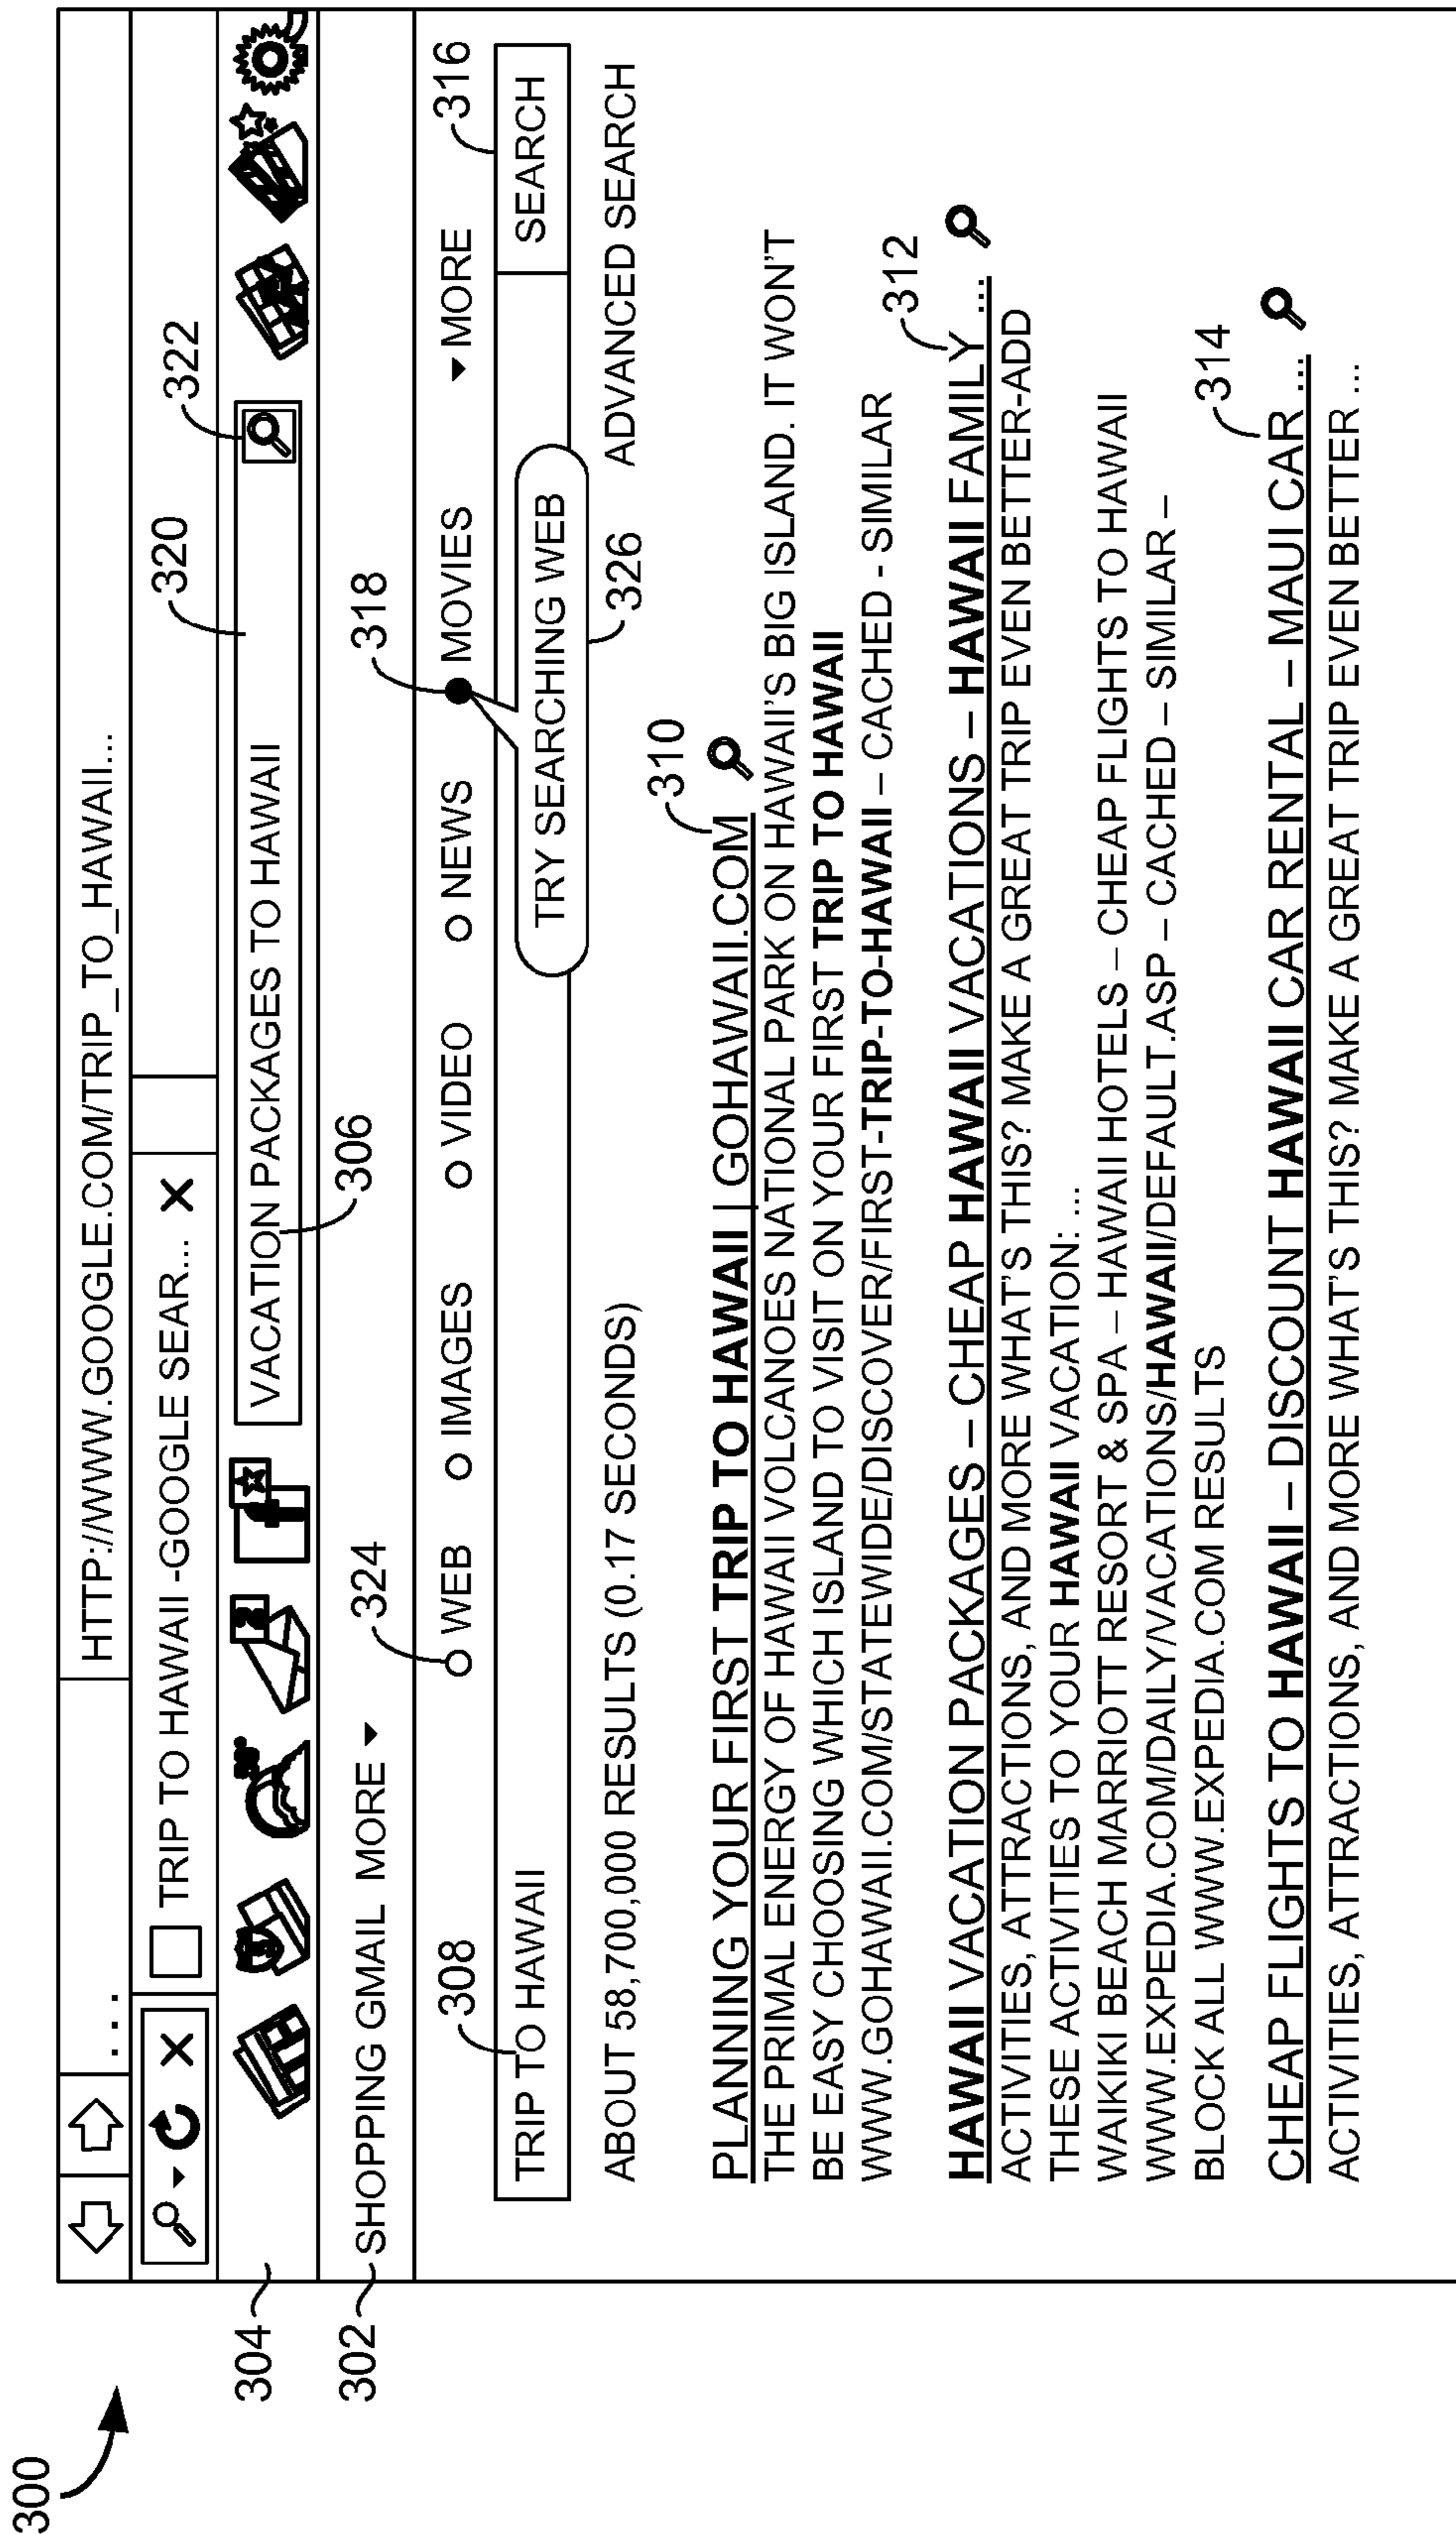 300
HTTP://WWW.GOOGLE.COM/TRIP_TO_HAWAII...
...
TRIP TO HAWAII -GOOGLE SEAR... X
304
VACATION PACKAGES TO HAWAII
320
322
306
302
SHOPPING GMAIL MORE
324
318
316
WEB IMAGES VIDEO NEWS MOVIES MORE
308
TRIP TO HAWAII
SEARCH
TRY SEARCHING WEB
326
ABOUT 58,700,000 RESULTS (0.17 SECONDS)
ADVANCED SEARCH
310
PLANNING YOUR FIRST TRIP TO HAWAII | GOHAWAII.COM
THE PRIMAL ENERGY OF HAWAII VOLCANOES NATIONAL PARK ON HAWAII'S BIG ISLAND. IT WON'T
BE EASY CHOOSING WHICH ISLAND TO VISIT ON YOUR FIRST TRIP TO HAWAII
WWW.GOHAWAII.COM/STATEWIDE/DISCOVER/FIRST-TRIP-TO-HAWAII – CACHED - SIMILAR
312
HAWAII VACATION PACKAGES – CHEAP HAWAII VACATIONS – HAWAII FAMILY ...
ACTIVITIES, ATTRACTIONS, AND MORE WHAT'S THIS? MAKE A GREAT TRIP EVEN BETTER-ADD
THESE ACTIVITIES TO YOUR HAWAII VACATION: ...
WAIKIKI BEACH MARRIOTT RESORT & SPA – HAWAII HOTELS – CHEAP FLIGHTS TO HAWAII
WWW.EXPEDIA.COM/DAILY/VACATIONS/HAWAII/DEFAULT.ASP – CACHED – SIMILAR –
BLOCK ALL WWW.EXPEDIA.COM RESULTS
314
CHEAP FLIGHTS TO HAWAII – DISCOUNT HAWAII CAR RENTAL – MAUI CAR ...
ACTIVITIES, ATTRACTIONS, AND MORE WHAT'S THIS? MAKE A GREAT TRIP EVEN BETTER ...